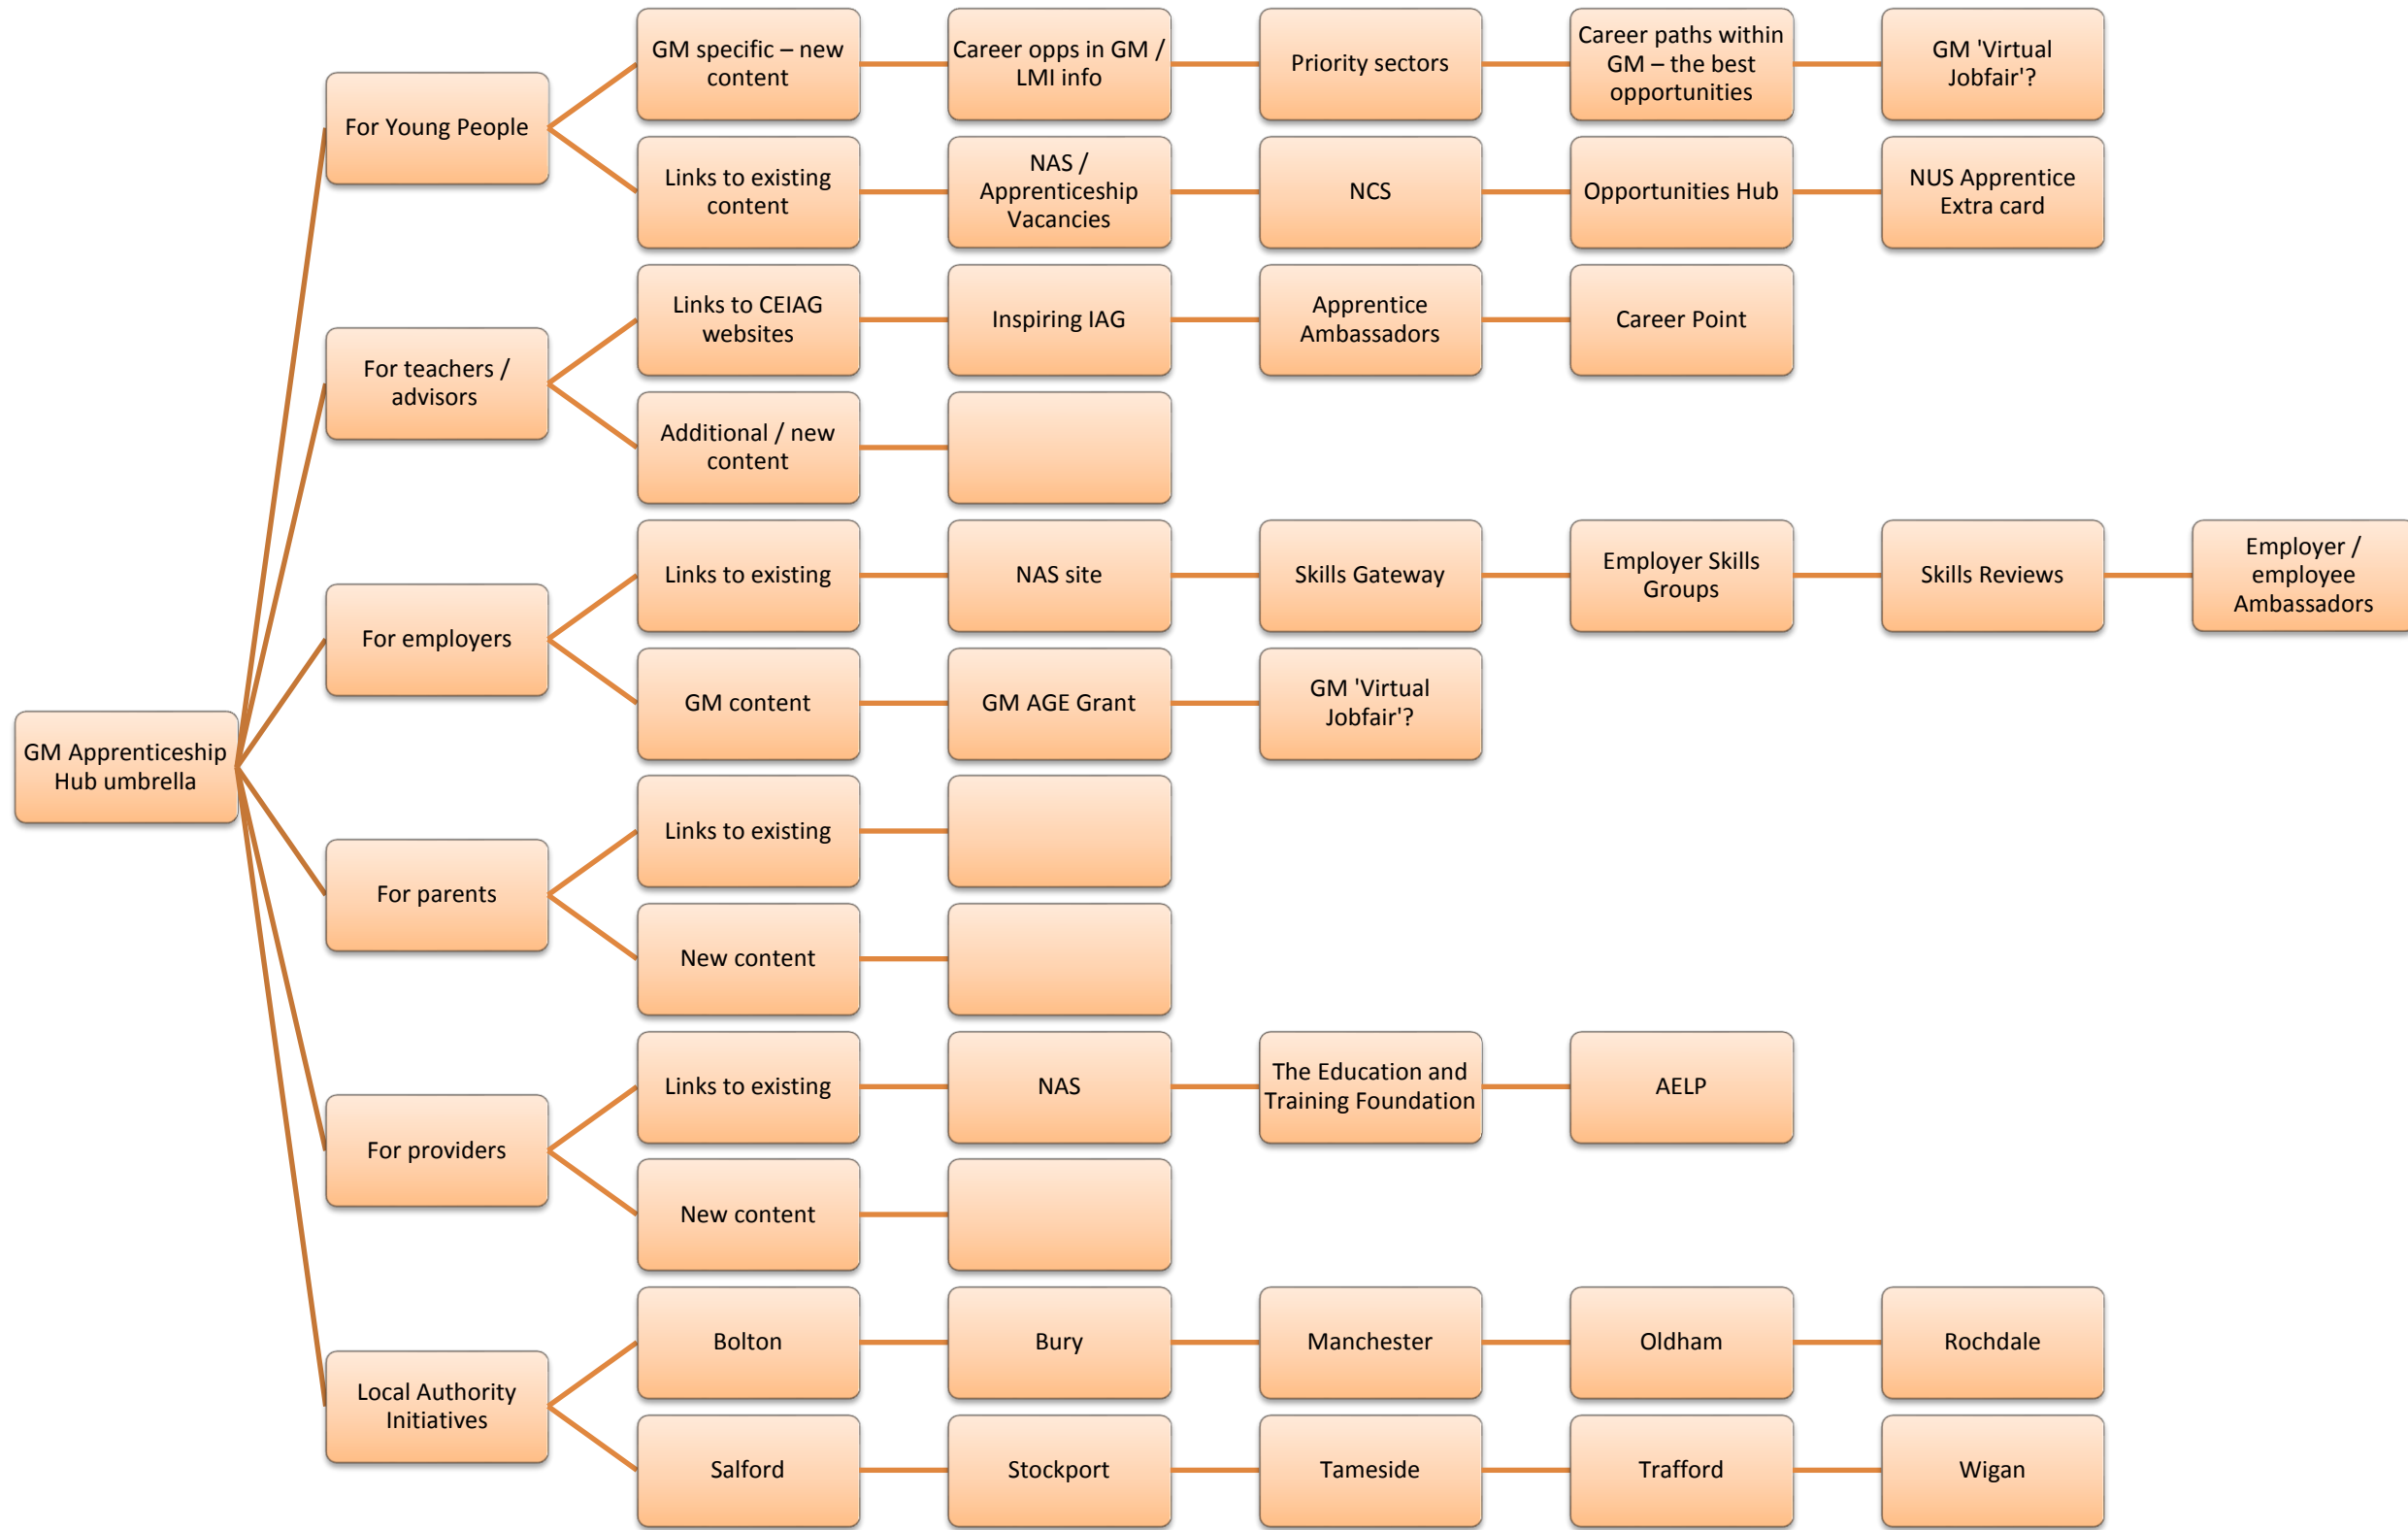 GM specific – new
content
Career opps in GM /
LMI info
Priority sectors
Career paths within
GM – the best
opportunities
GM 'Virtual
Jobfair'?
For Young People
Links to existing
content
NAS /
Apprenticeship
Vacancies
NCS
Opportunities Hub
NUS Apprentice
Extra card
Links to CEIAG
websites
Inspiring IAG
Apprentice
Ambassadors
Career Point
For teachers /
advisors
Additional / new
content
Links to existing
NAS site
Skills Gateway
Employer Skills
Groups
Skills Reviews
Employer /
employee
Ambassadors
For employers
GM content
GM AGE Grant
GM 'Virtual
Jobfair'?
GM Apprenticeship
Hub umbrella
Links to existing
For parents
New content
Links to existing
NAS
The Education and
Training Foundation
AELP
For providers
New content
Bolton
Bury
Manchester
Oldham
Rochdale
Local Authority
Initiatives
Salford
Stockport
Tameside
Trafford
Wigan